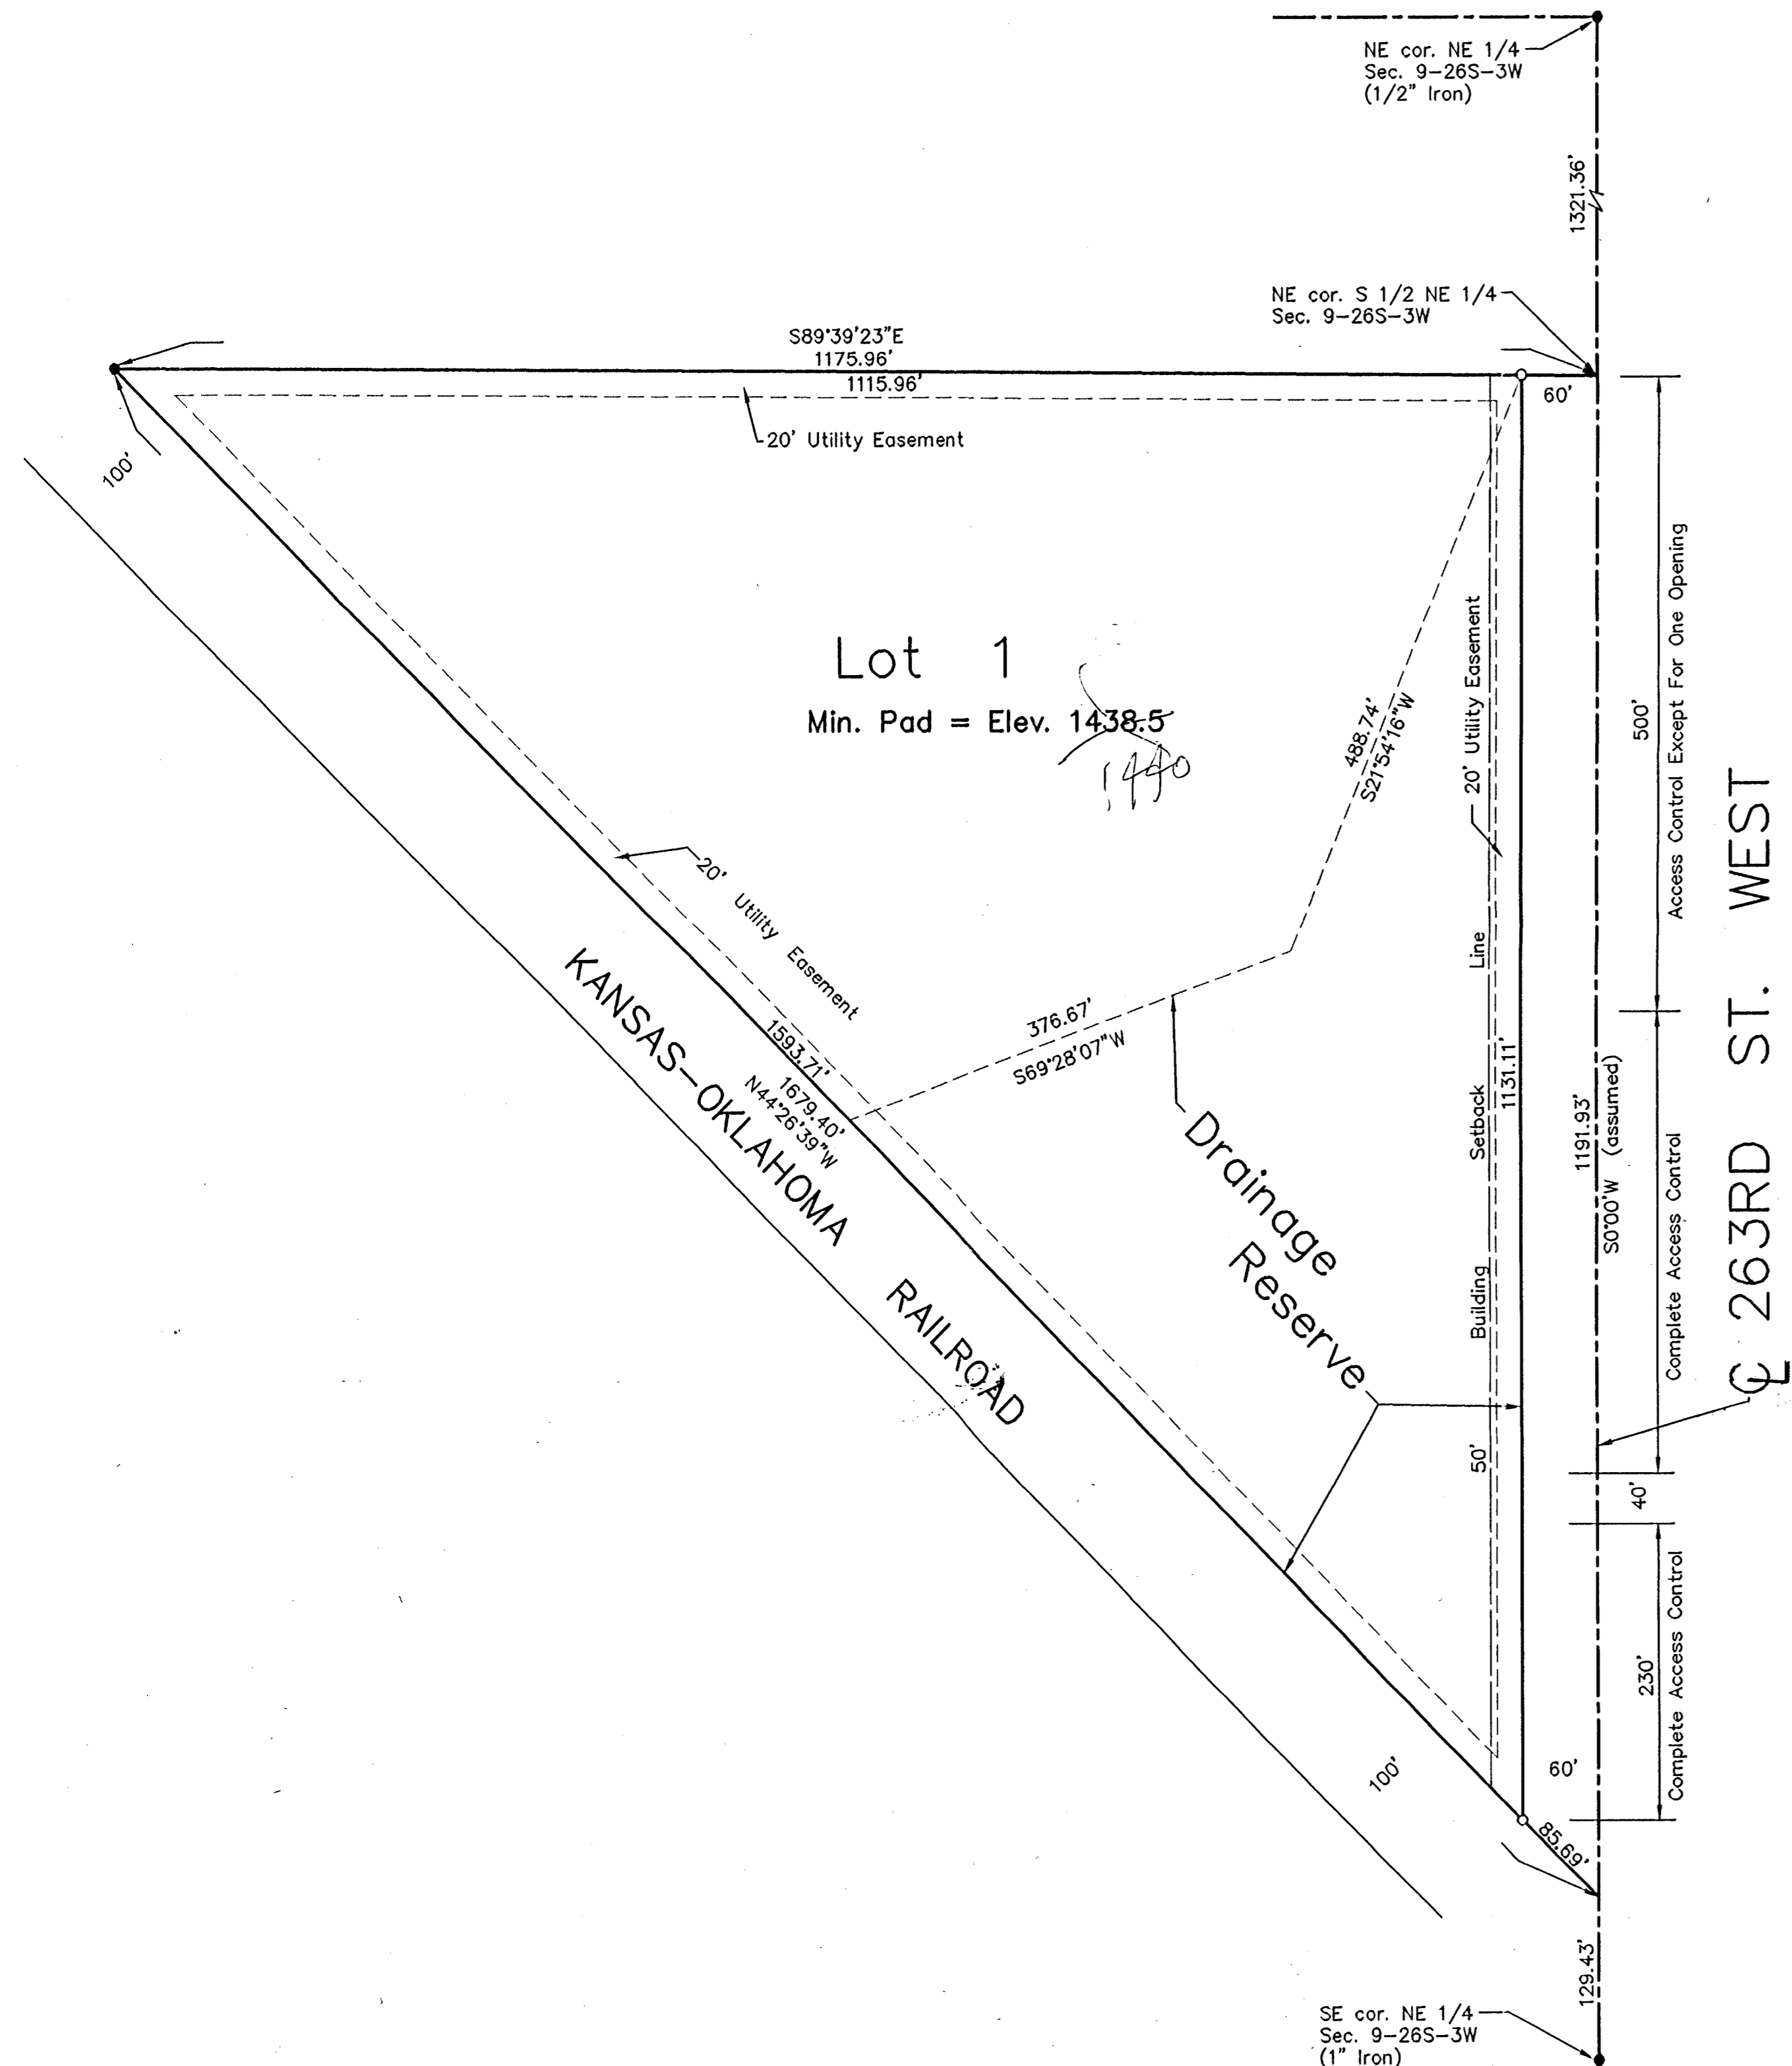 NE cor. NE 1/4
Sec. 9-26S-3W
(1/2" Iron)
1321.36'
NE cor. S 1/2 NE 1/4
Sec. 9-26S-3W
S89°39'23"E
1175.96'
1115.96'
60'
20' Utility Easement
100'
Lot 1
Min. Pad = Elev. 1438.5
1440
488.74'
S21°54'16"W
20' Utility Easement
500'
Access Control Except For One Opening
20' Utility Easement
376.67'
S69°28'07"W
1593.71'
1679.40'
N44°26'39"W
KANSAS-OKLAHOMA RAILROAD
Drainage
Reserve
50' Building Setback Line
1131.11'
1191.93'
S0°00'W (assumed)
Complete Access Control
℄ 263RD ST. WEST
40'
230'
Complete Access Control
60'
100'
85.69'
129.43'
SE cor. NE 1/4
Sec. 9-26S-3W
(1" Iron)